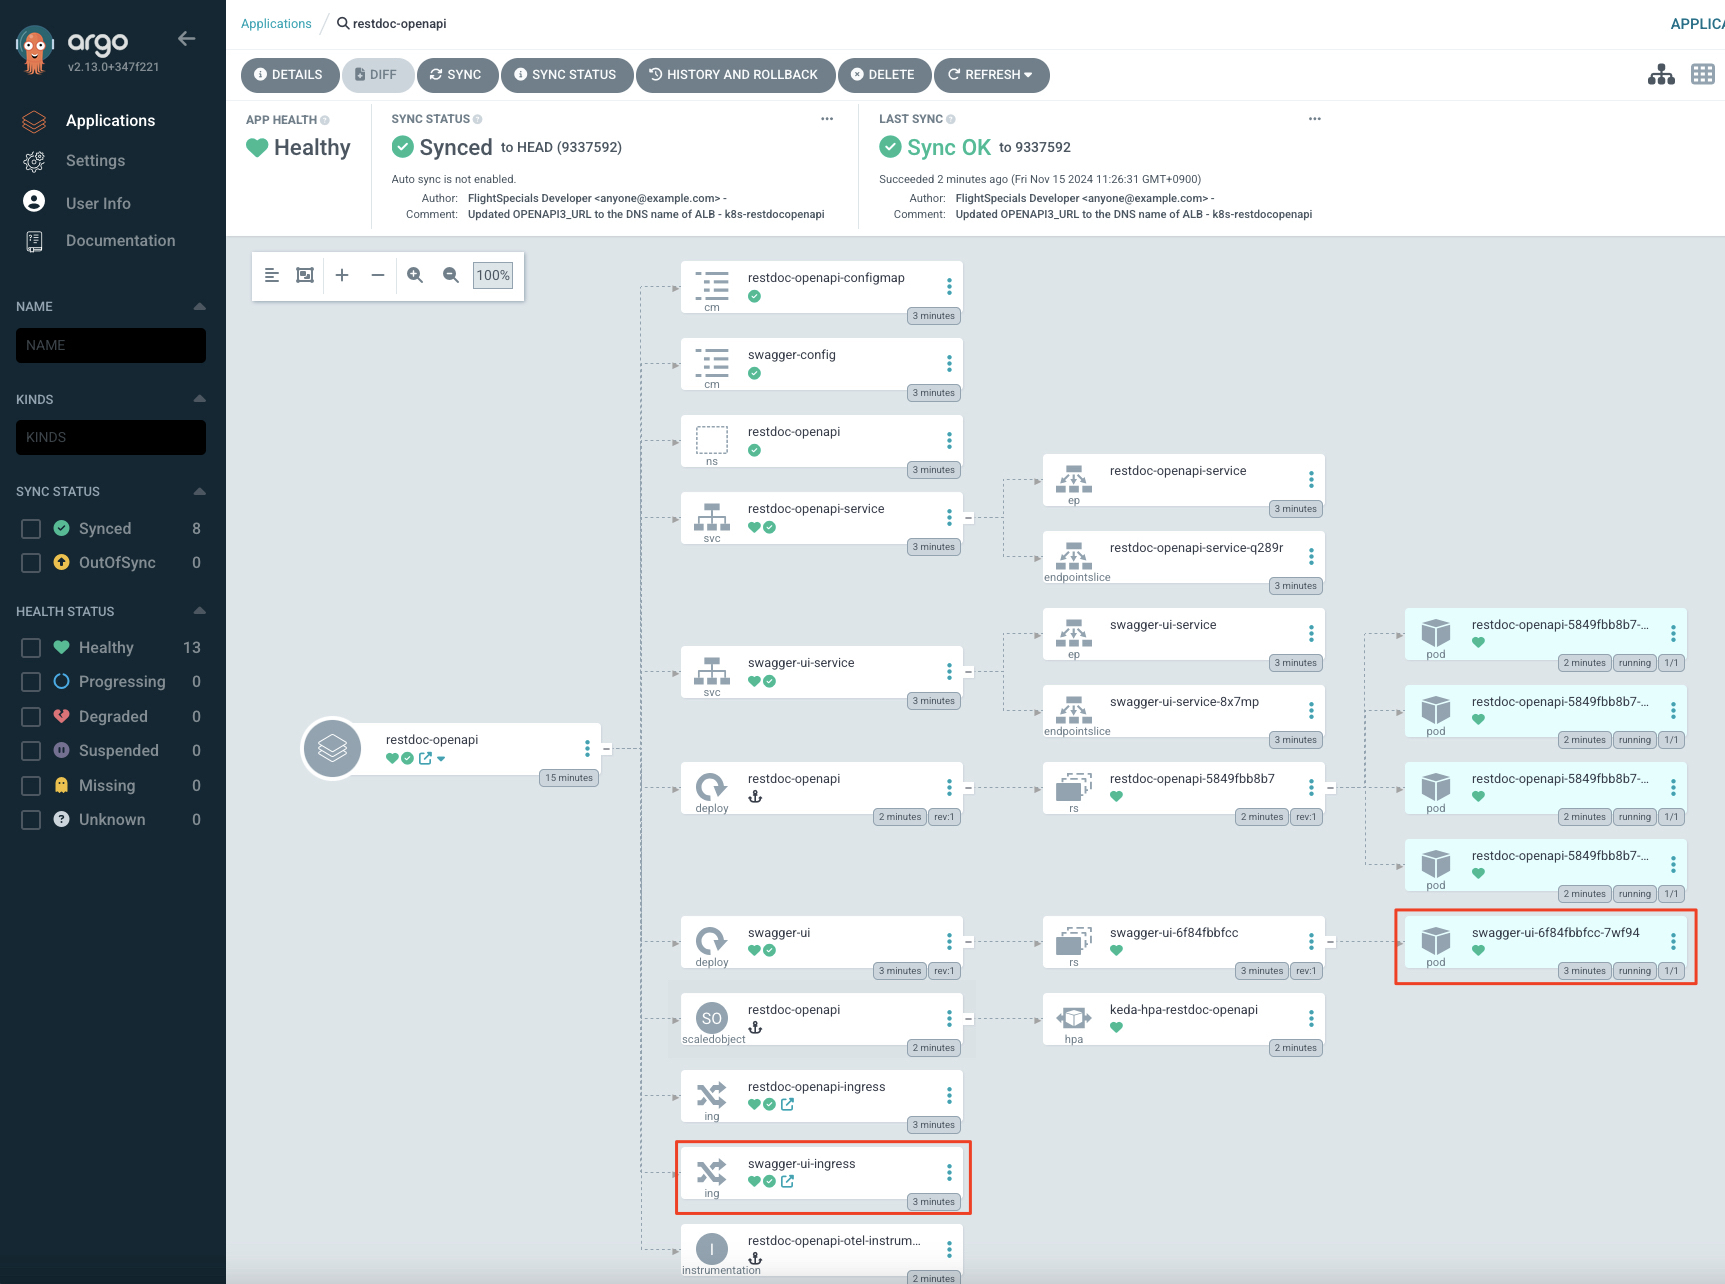 argo
v2.13.0+347f221
Applications
Settings
User Info
Documentation
NAME
NAME
KINDS
KINDS
SYNC STATUS
Synced 8
OutOfSync 0
HEALTH STATUS
Healthy 13
Progressing 0
Degraded 0
Suspended 0
Missing 0
Unknown 0
Applications / restdoc-openapi
APPLICA
DETAILS DIFF SYNC SYNC STATUS HISTORY AND ROLLBACK DELETE REFRESH
APP HEALTH
Healthy
SYNC STATUS
Synced to HEAD (9337592)
Auto sync is not enabled.
Author: FlightSpecials Developer <anyone@example.com> -
Comment: Updated OPENAPI3_URL to the DNS name of ALB - k8s-restdocopenapi
LAST SYNC
Sync OK to 9337592
Succeeded 2 minutes ago (Fri Nov 15 2024 11:26:31 GMT+0900)
Author: FlightSpecials Developer <anyone@example.com> -
Comment: Updated OPENAPI3_URL to the DNS name of ALB - k8s-restdocopenapi
100%
restdoc-openapi
15 minutes
restdoc-openapi-configmap
cm
3 minutes
swagger-config
cm
3 minutes
restdoc-openapi
ns
3 minutes
restdoc-openapi-service
svc
3 minutes
swagger-ui-service
svc
3 minutes
restdoc-openapi
deploy
2 minutes rev:1
swagger-ui
deploy
3 minutes rev:1
SO
restdoc-openapi
scaledobject
2 minutes
restdoc-openapi-ingress
ing
3 minutes
swagger-ui-ingress
ing
3 minutes
I
restdoc-openapi-otel-instrum...
instrumentation
2 minutes
restdoc-openapi-service
ep
3 minutes
restdoc-openapi-service-q289r
endpointslice
3 minutes
swagger-ui-service
ep
3 minutes
swagger-ui-service-8x7mp
endpointslice
3 minutes
restdoc-openapi-5849fbb8b7
rs
2 minutes rev:1
swagger-ui-6f84fbbfcc
rs
3 minutes rev:1
keda-hpa-restdoc-openapi
hpa
2 minutes
restdoc-openapi-5849fbb8b7-...
pod
2 minutes running 1/1
restdoc-openapi-5849fbb8b7-...
pod
2 minutes running 1/1
restdoc-openapi-5849fbb8b7-...
pod
2 minutes running 1/1
restdoc-openapi-5849fbb8b7-...
pod
2 minutes running 1/1
swagger-ui-6f84fbbfcc-7wf94
pod
3 minutes running 1/1